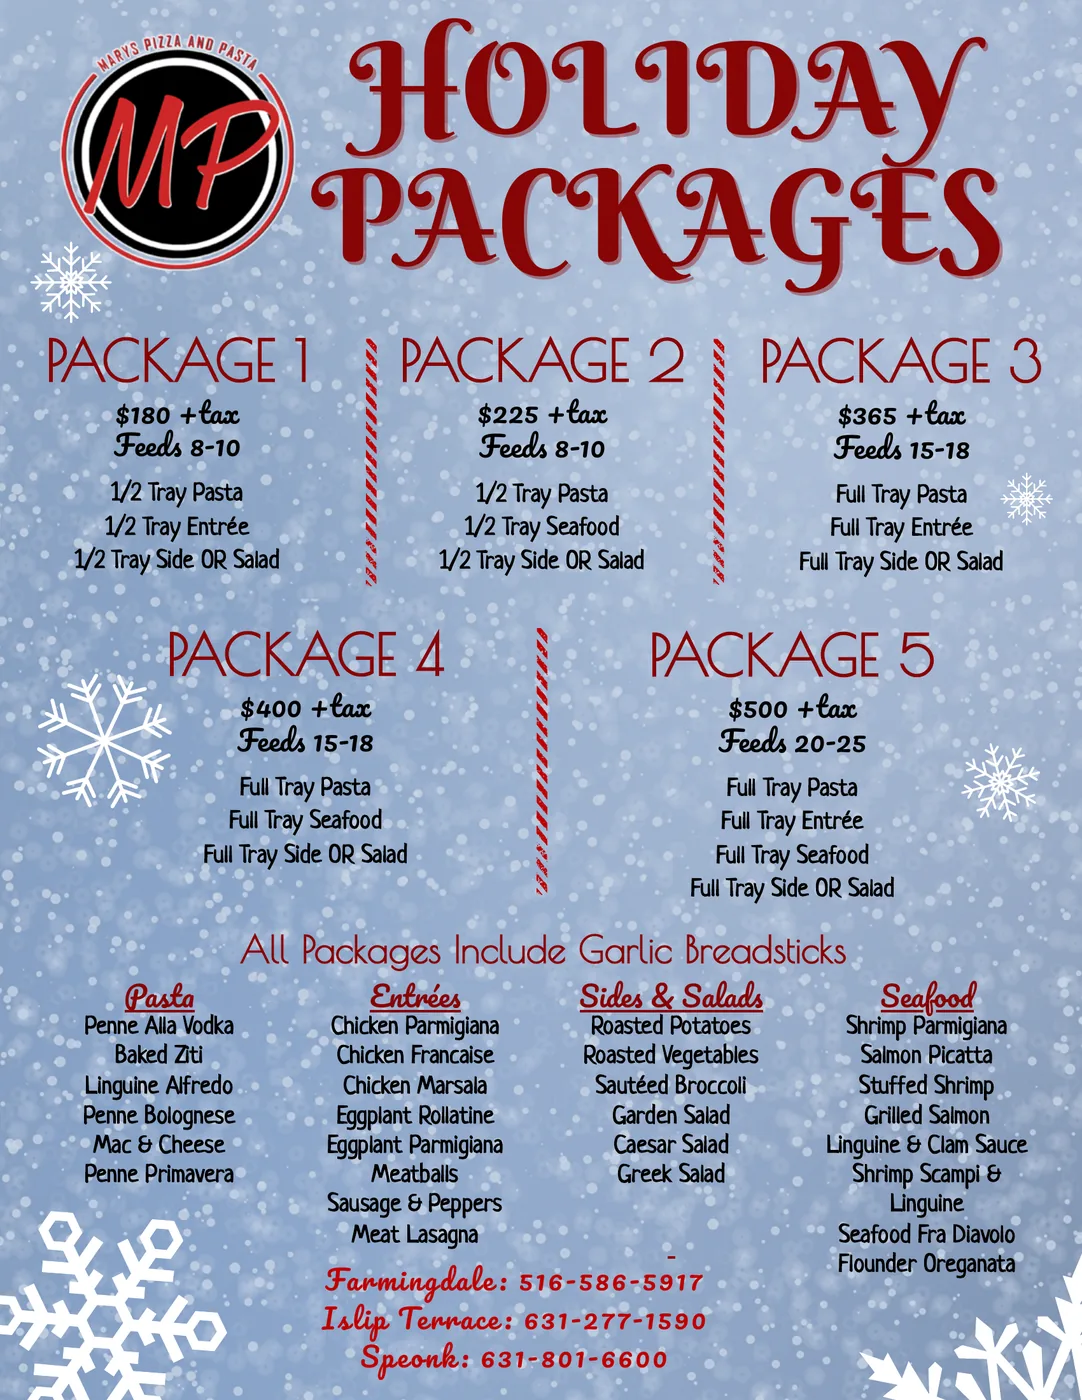 MARYS PIZZA AND PASTA
MP
HOLIDAY
PACKAGES
PACKAGE 1
$180 +tax
Feeds 8-10
1/2 Tray Pasta
1/2 Tray Entrée
1/2 Tray Side OR Salad
PACKAGE 2
$225 +tax
Feeds 8-10
1/2 Tray Pasta
1/2 Tray Seafood
1/2 Tray Side OR Salad
PACKAGE 3
$365 +tax
Feeds 15-18
Full Tray Pasta
Full Tray Entrée
Full Tray Side OR Salad
PACKAGE 4
$400 +tax
Feeds 15-18
Full Tray Pasta
Full Tray Seafood
Full Tray Side OR Salad
PACKAGE 5
$500 +tax
Feeds 20-25
Full Tray Pasta
Full Tray Entrée
Full Tray Seafood
Full Tray Side OR Salad
All Packages Include Garlic Breadsticks
Pasta
Penne Alla Vodka
Baked Ziti
Linguine Alfredo
Penne Bolognese
Mac & Cheese
Penne Primavera
Entrées
Chicken Parmigiana
Chicken Francaise
Chicken Marsala
Eggplant Rollatine
Eggplant Parmigiana
Meatballs
Sausage & Peppers
Meat Lasagna
Sides & Salads
Roasted Potatoes
Roasted Vegetables
Sautéed Broccoli
Garden Salad
Caesar Salad
Greek Salad
Seafood
Shrimp Parmigiana
Salmon Picatta
Stuffed Shrimp
Grilled Salmon
Linguine & Clam Sauce
Shrimp Scampi &
Linguine
Seafood Fra Diavolo
Flounder Oreganata
-
Farmingdale: 516-586-5917
Islip Terrace: 631-277-1590
Speonk: 631-801-6600